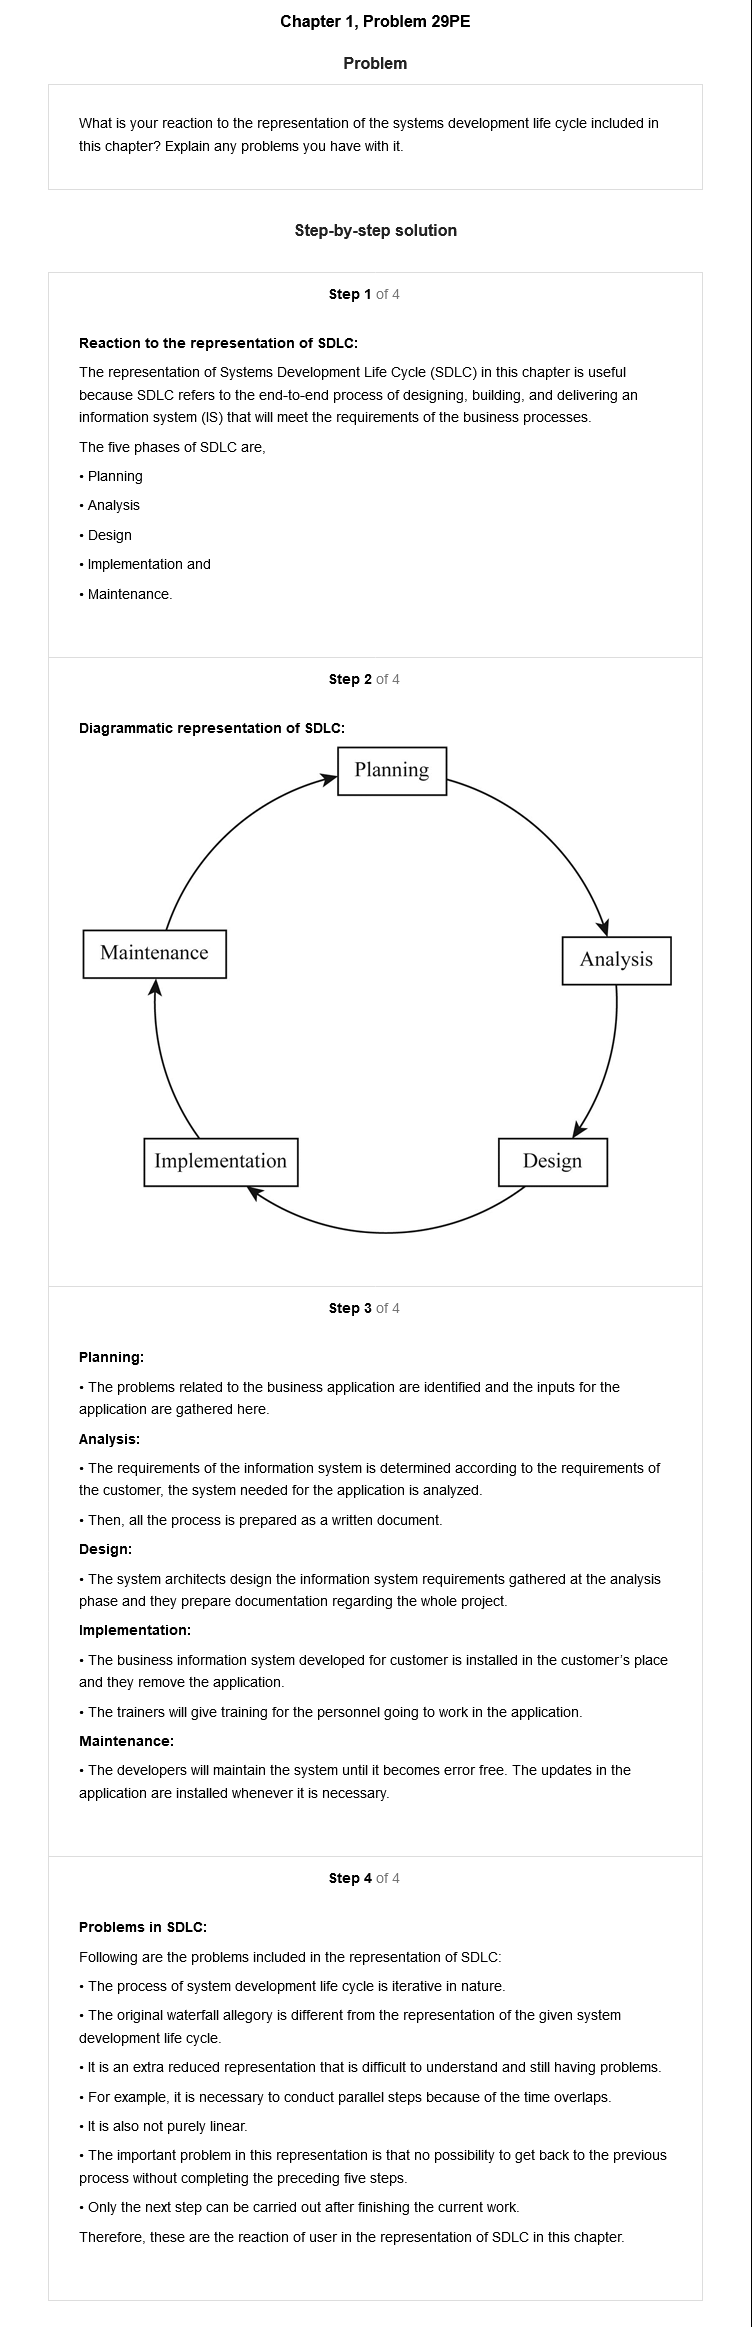 Chapter 1, Problem 29PE
Problem
What is your reaction to the representation of the systems development life cycle included in
this chapter? Explain any problems you have with it.
Step-by-step solution
Step 1 of 4
Reaction to the representation of SDLC:
The representation of Systems Development Life Cycle (SDLC) in this chapter is useful
because SDLC refers to the end-to-end process of designing, building, and delivering an
information system (IS) that will meet the requirements of the business processes.
The five phases of SDLC are,
• Planning
• Analysis
• Design
• Implementation and
• Maintenance.
Step 2 of 4
Diagrammatic representation of SDLC:
Planning
Maintenance
Analysis
Implementation
Design
Step 3 of 4
Planning:
• The problems related to the business application are identified and the inputs for the
application are gathered here.
Analysis:
• The requirements of the information system is determined according to the requirements of
the customer, the system needed for the application is analyzed.
• Then, all the process is prepared as a written document.
Design:
• The system architects design the information system requirements gathered at the analysis
phase and they prepare documentation regarding the whole project.
Implementation:
• The business information system developed for customer is installed in the customer’s place
and they remove the application.
• The trainers will give training for the personnel going to work in the application.
Maintenance:
• The developers will maintain the system until it becomes error free. The updates in the
application are installed whenever it is necessary.
Step 4 of 4
Problems in SDLC:
Following are the problems included in the representation of SDLC:
• The process of system development life cycle is iterative in nature.
• The original waterfall allegory is different from the representation of the given system
development life cycle.
• It is an extra reduced representation that is difficult to understand and still having problems.
• For example, it is necessary to conduct parallel steps because of the time overlaps.
• It is also not purely linear.
• The important problem in this representation is that no possibility to get back to the previous
process without completing the preceding five steps.
• Only the next step can be carried out after finishing the current work.
Therefore, these are the reaction of user in the representation of SDLC in this chapter.